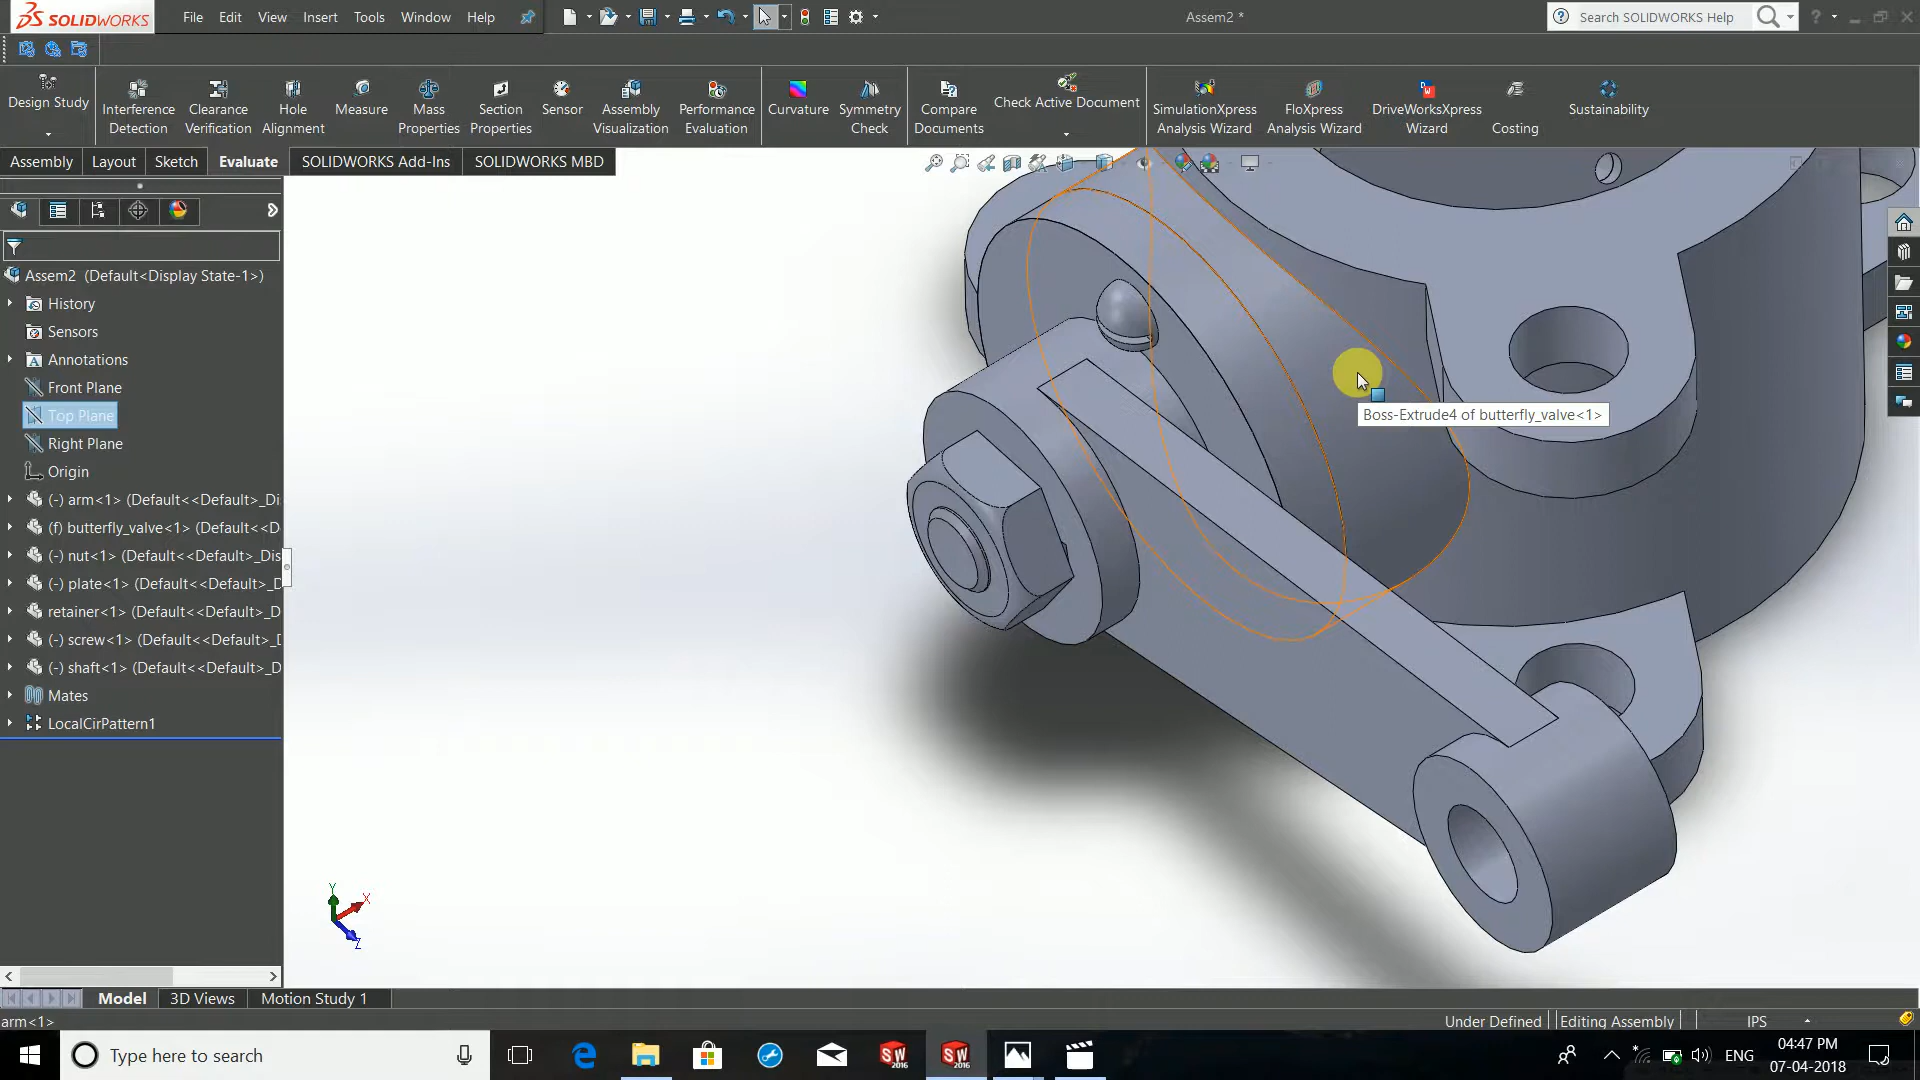 SOLIDWORKS
File Edit View Insert Tools Window Help
Assem2 *
Search SOLIDWORKS Help
Design Study
Interference Detection
Clearance Verification
Hole Alignment
Measure
Mass Properties
Section Properties
Sensor
Assembly Visualization
Performance Evaluation
Curvature
Symmetry Check
Compare Documents
Check Active Document
SimulationXpress Analysis Wizard
FloXpress Analysis Wizard
DriveWorksXpress Wizard
Costing
Sustainability
Assembly Layout Sketch Evaluate SOLIDWORKS Add-Ins SOLIDWORKS MBD
Assem2 (Default<Display State-1>)
History
Sensors
Annotations
Front Plane
Top Plane
Right Plane
Origin
(-) arm<1> (Default<<Default>_Di
(f) butterfly_valve<1> (Default<<D
(-) nut<1> (Default<<Default>_Dis
(-) plate<1> (Default<<Default>_D
retainer<1> (Default<<Default>_D
(-) screw<1> (Default<<Default>_D
(-) shaft<1> (Default<<Default>_D
Mates
LocalCirPattern1
Boss-Extrude4 of butterfly_valve<1>
Y
X
Z
Model 3D Views Motion Study 1
arm<1>
Under Defined Editing Assembly IPS
Type here to search
SW 2016
SW 2016
ENG
04:47 PM
07-04-2018